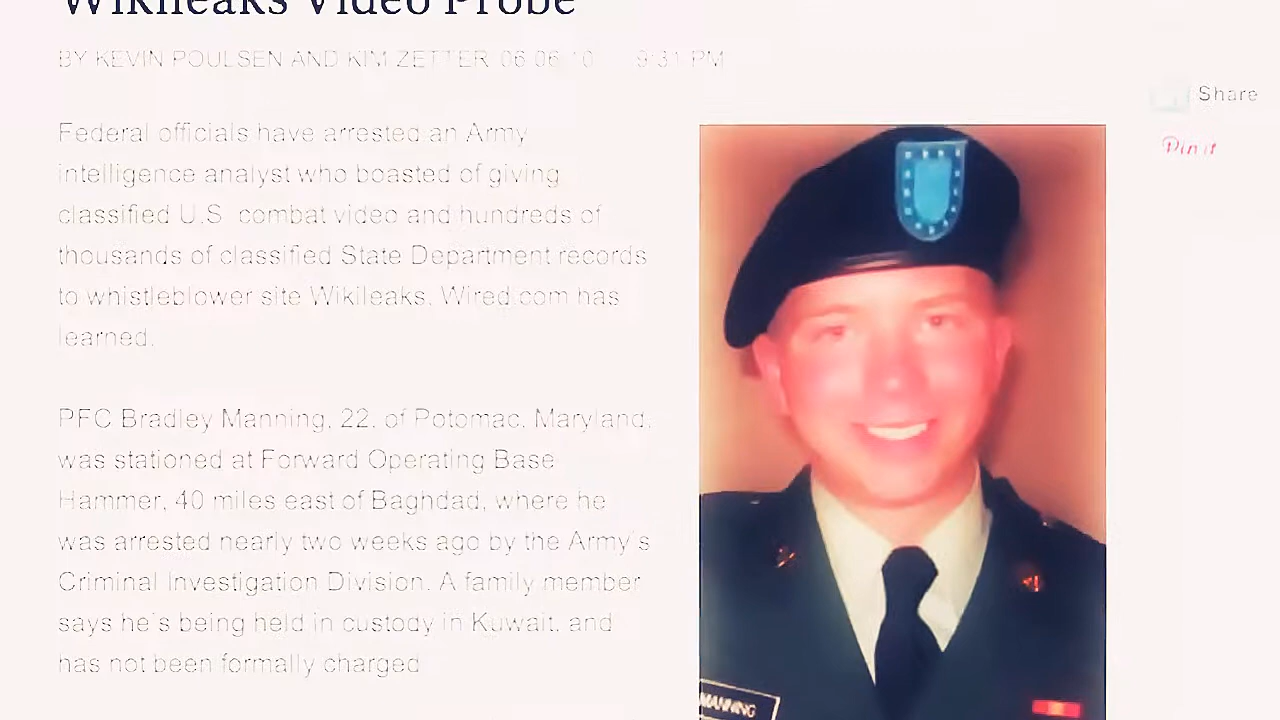 Wikileaks Video Probe
BY KEVIN POULSEN AND KIM ZETTER 06.06.10 9:31 PM
Share
Pin it
Federal officials have arrested an Army
intelligence analyst who boasted of giving
classified U.S. combat video and hundreds of
thousands of classified State Department records
to whistleblower site Wikileaks, Wired.com has
learned.
PFC Bradley Manning, 22, of Potomac, Maryland,
was stationed at Forward Operating Base
Hammer, 40 miles east of Baghdad, where he
was arrested nearly two weeks ago by the Army's
Criminal Investigation Division. A family member
says he's being held in custody in Kuwait, and
has not been formally charged
MANNING